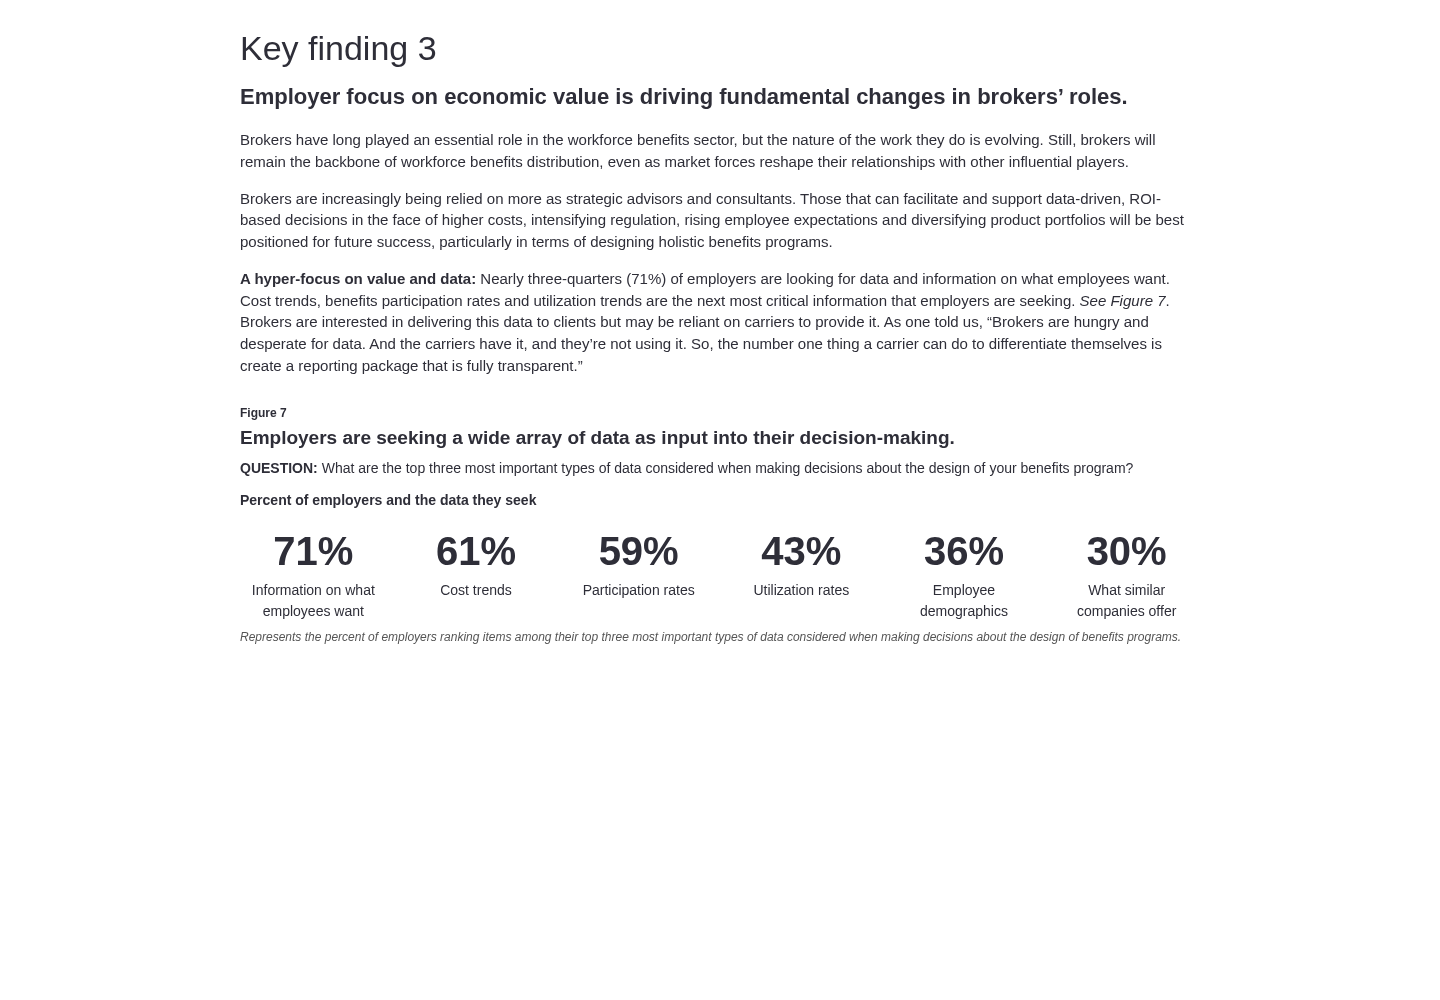 Key finding 3
Employer focus on economic value is driving fundamental changes in brokers’ roles.
Brokers have long played an essential role in the workforce benefits sector, but the nature of the work they do is evolving. Still, brokers will
remain the backbone of workforce benefits distribution, even as market forces reshape their relationships with other influential players.
Brokers are increasingly being relied on more as strategic advisors and consultants. Those that can facilitate and support data-driven, ROI-
based decisions in the face of higher costs, intensifying regulation, rising employee expectations and diversifying product portfolios will be best
positioned for future success, particularly in terms of designing holistic benefits programs.
A hyper-focus on value and data: Nearly three-quarters (71%) of employers are looking for data and information on what employees want.
Cost trends, benefits participation rates and utilization trends are the next most critical information that employers are seeking. See Figure 7.
Brokers are interested in delivering this data to clients but may be reliant on carriers to provide it. As one told us, “Brokers are hungry and
desperate for data. And the carriers have it, and they’re not using it. So, the number one thing a carrier can do to differentiate themselves is
create a reporting package that is fully transparent.”
Figure 7
Employers are seeking a wide array of data as input into their decision-making.
QUESTION: What are the top three most important types of data considered when making decisions about the design of your benefits program?
Percent of employers and the data they seek
71%
Information on what
employees want
61%
Cost trends
59%
Participation rates
43%
Utilization rates
36%
Employee
demographics
30%
What similar
companies offer
Represents the percent of employers ranking items among their top three most important types of data considered when making decisions about the design of benefits programs.